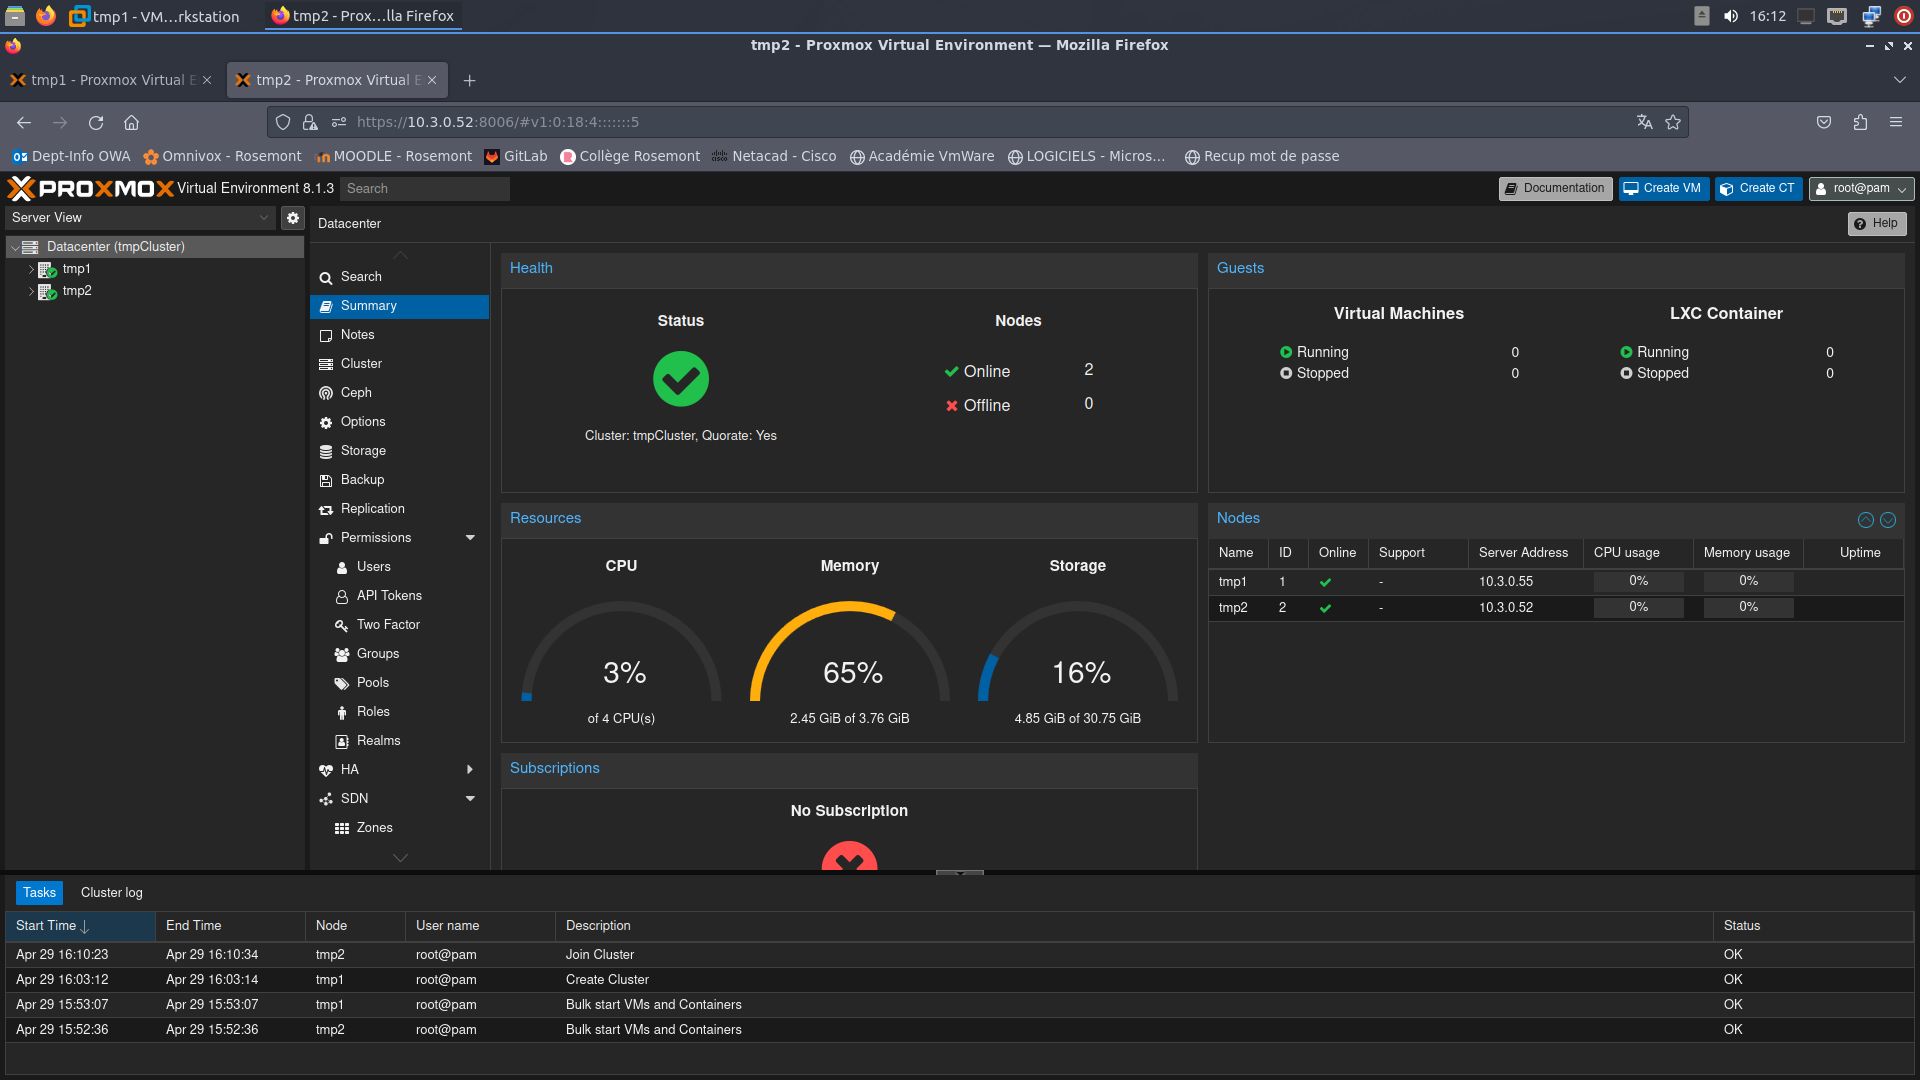 tmp1 - VM...rkstation
tmp2 - Prox...lla Firefox
16:12
tmp2 - Proxmox Virtual Environment — Mozilla Firefox
tmp1 - Proxmox Virtual E
tmp2 - Proxmox Virtual E
https://10.3.0.52:8006/#v1:0:18:4:::::::5
Dept-Info OWA
Omnivox - Rosemont
MOODLE - Rosemont
GitLab
Collège Rosemont
Netacad - Cisco
Académie VmWare
LOGICIELS - Micros...
Recup mot de passe
PROXMOX Virtual Environment 8.1.3
Search
Documentation
Create VM
Create CT
root@pam
Server View
Datacenter
Help
Datacenter (tmpCluster)
tmp1
tmp2
Search
Summary
Notes
Cluster
Ceph
Options
Storage
Backup
Replication
Permissions
Users
API Tokens
Two Factor
Groups
Pools
Roles
Realms
HA
SDN
Zones
Health
Status
Nodes
Online 2
Offline 0
Cluster: tmpCluster, Quorate: Yes
Guests
Virtual Machines
Running 0
Stopped 0
LXC Container
Running 0
Stopped 0
Resources
CPU
3%
of 4 CPU(s)
Memory
65%
2.45 GiB of 3.76 GiB
Storage
16%
4.85 GiB of 30.75 GiB
Nodes
Name ID Online Support Server Address CPU usage Memory usage Uptime
tmp1 1 - 10.3.0.55 0% 0%
tmp2 2 - 10.3.0.52 0% 0%
Subscriptions
No Subscription
Tasks
Cluster log
Start Time End Time Node User name Description Status
Apr 29 16:10:23 Apr 29 16:10:34 tmp2 root@pam Join Cluster OK
Apr 29 16:03:12 Apr 29 16:03:14 tmp1 root@pam Create Cluster OK
Apr 29 15:53:07 Apr 29 15:53:07 tmp1 root@pam Bulk start VMs and Containers OK
Apr 29 15:52:36 Apr 29 15:52:36 tmp2 root@pam Bulk start VMs and Containers OK